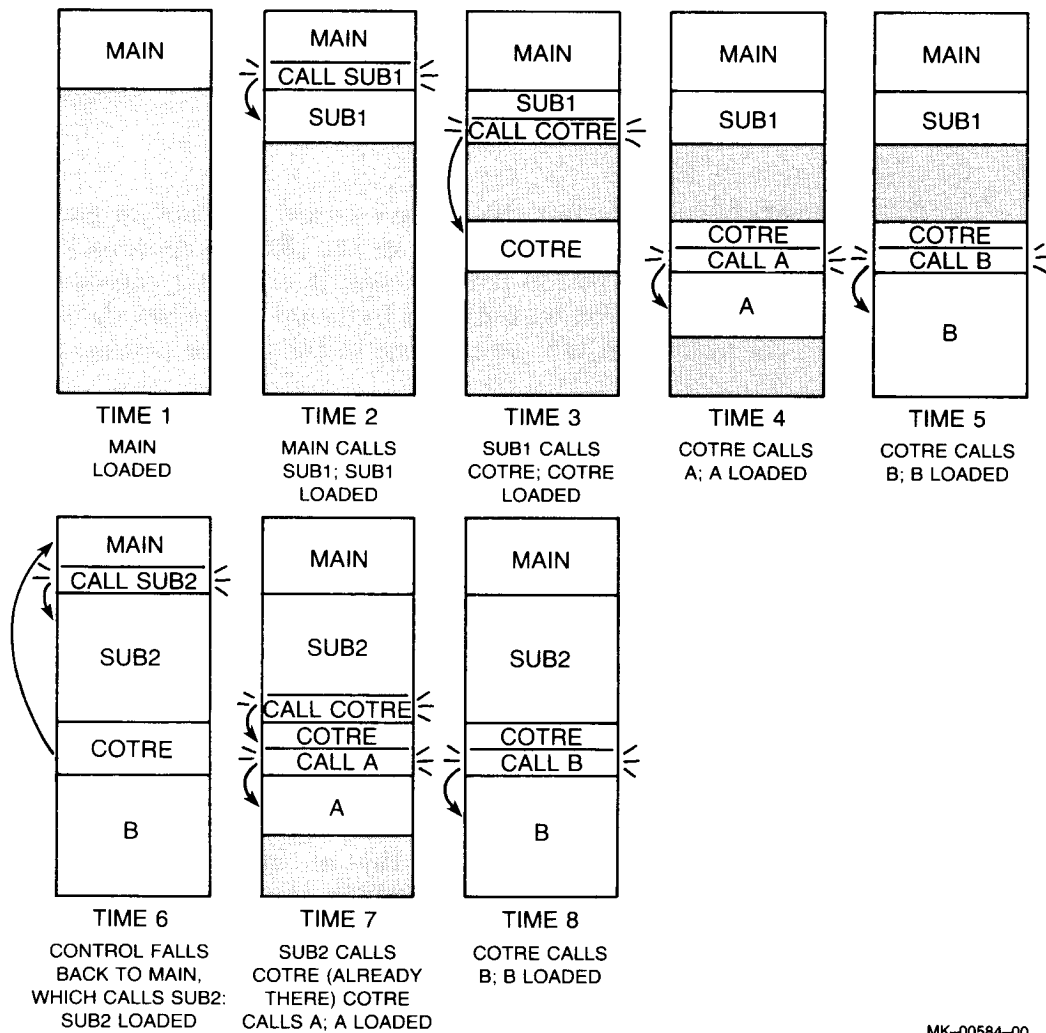 MAIN
TIME 1
MAIN
LOADED
MAIN
CALL SUB1
SUB1
TIME 2
MAIN CALLS
SUB1; SUB1
LOADED
MAIN
SUB1
CALL COTRE
COTRE
TIME 3
SUB1 CALLS
COTRE; COTRE
LOADED
MAIN
SUB1
COTRE
CALL A
A
TIME 4
COTRE CALLS
A; A LOADED
MAIN
SUB1
COTRE
CALL B
B
TIME 5
COTRE CALLS
B; B LOADED
MAIN
CALL SUB2
SUB2
COTRE
B
TIME 6
CONTROL FALLS
BACK TO MAIN,
WHICH CALLS SUB2:
SUB2 LOADED
MAIN
SUB2
CALL COTRE
COTRE
CALL A
A
TIME 7
SUB2 CALLS
COTRE (ALREADY
THERE) COTRE
CALLS A; A LOADED
MAIN
SUB2
COTRE
CALL B
B
TIME 8
COTRE CALLS
B; B LOADED
MK-00584-00